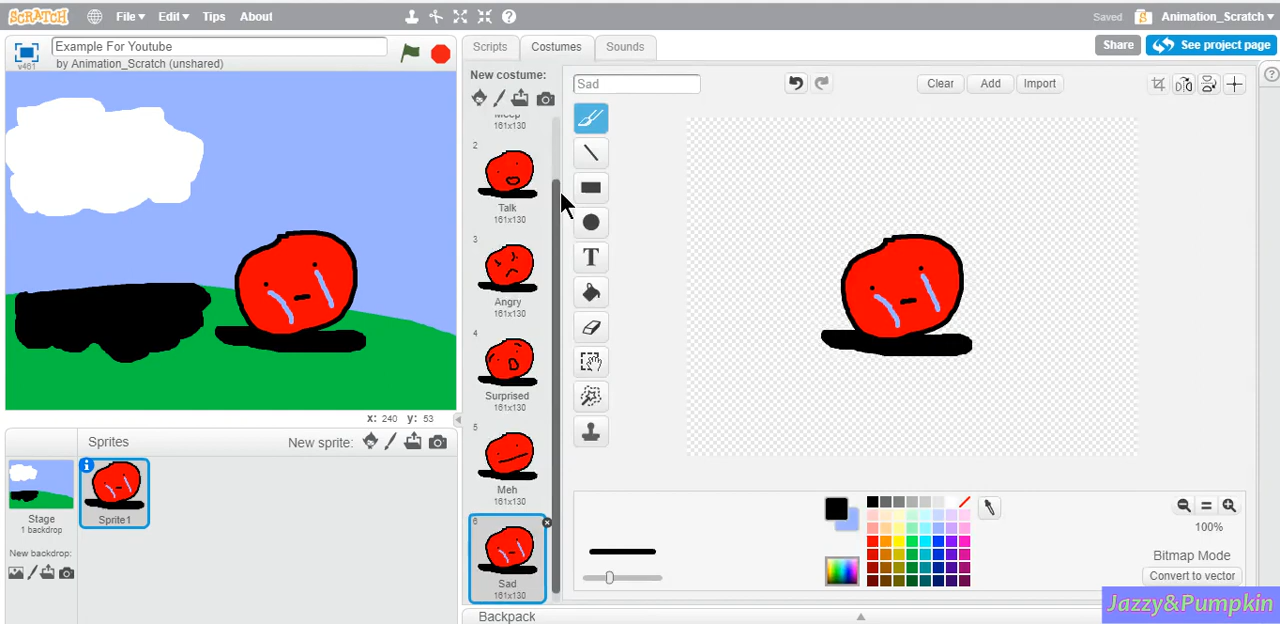 SCRATCH File Edit Tips About Saved Animation_Scratch
v461 Example For Youtube
by Animation_Scratch (unshared)
Scripts Costumes Sounds Share See project page
New costume: Sad Clear Add Import
Meep
161x130
2
Talk
161x130
3
Angry
161x130
4
Surprised
161x130
5
Meh
161x130
6
Sad
161x130
x: 240 y: 53
Sprites New sprite:
Stage
1 backdrop
New backdrop:
Sprite1
T
100%
Bitmap Mode
Convert to vector
Backpack
Jazzy&Pumpkin